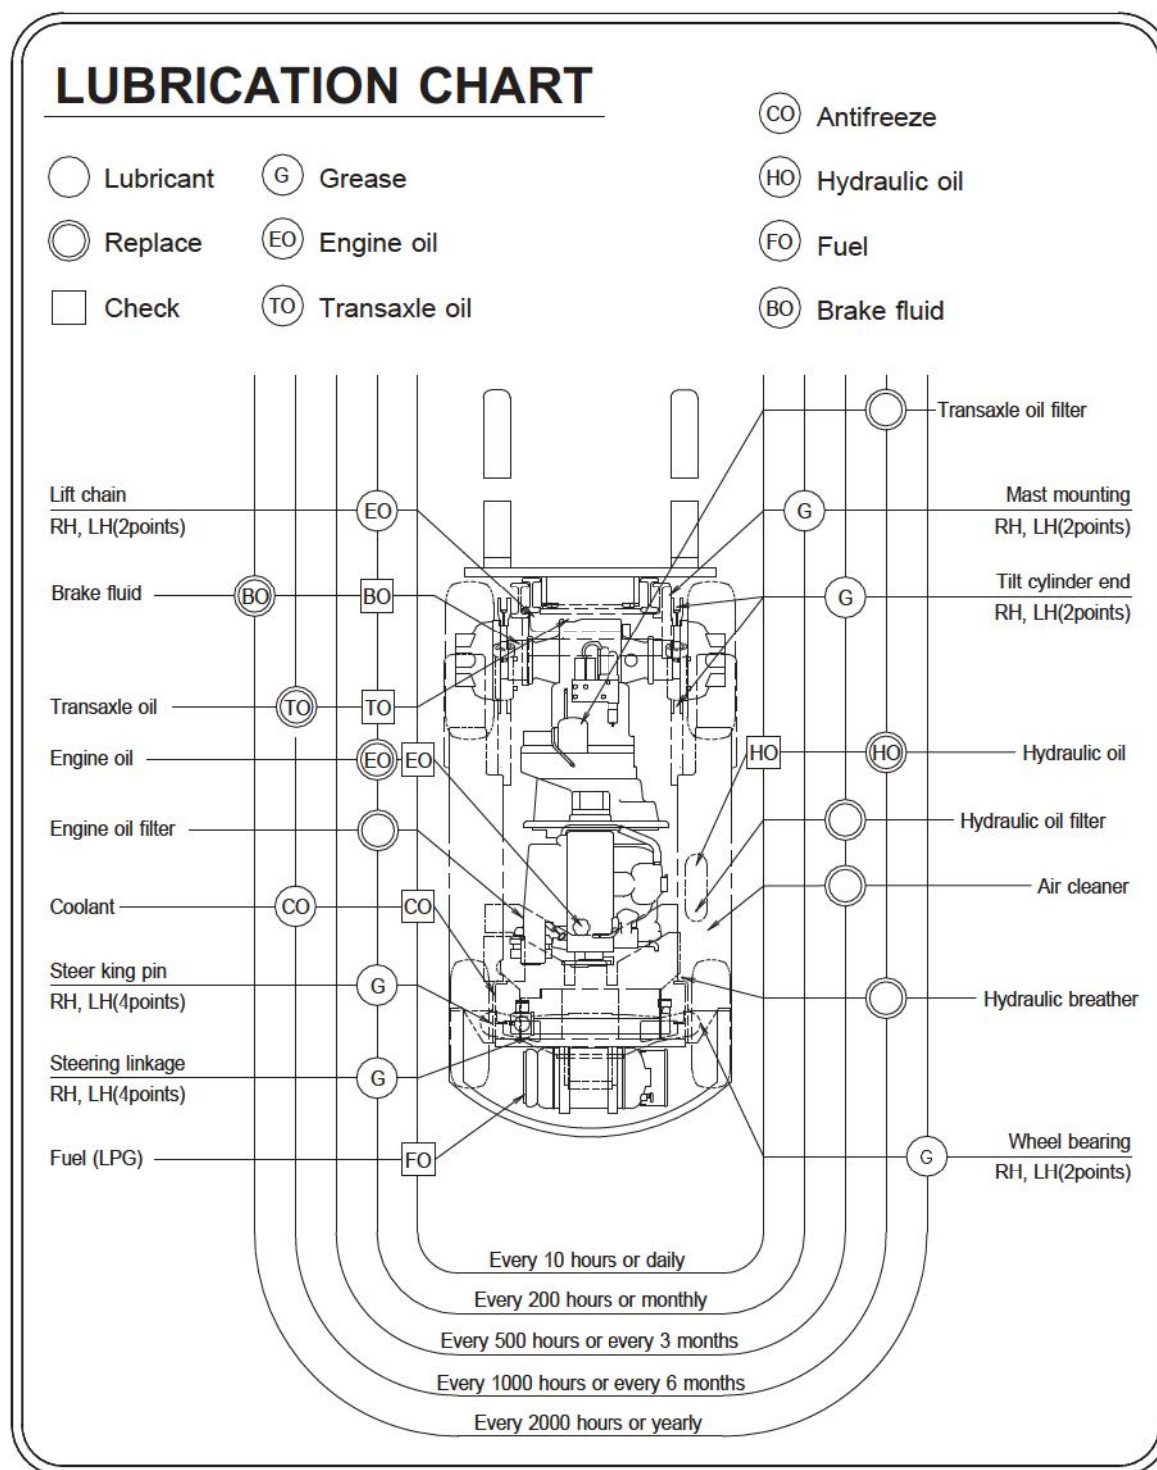 LUBRICATION CHART
Lubricant
Replace
Check
G Grease
EO Engine oil
TO Transaxle oil
CO Antifreeze
HO Hydraulic oil
FO Fuel
BO Brake fluid
Transaxle oil filter
Lift chain
RH, LH(2points)
EO
G
Mast mounting
RH, LH(2points)
Brake fluid
BO
BO
G
Tilt cylinder end
RH, LH(2points)
Transaxle oil
TO
TO
Engine oil
EO
EO
HO
HO
Hydraulic oil
Engine oil filter
Hydraulic oil filter
Air cleaner
Coolant
CO
CO
Steer king pin
RH, LH(4points)
G
Hydraulic breather
Steering linkage
RH, LH(4points)
G
Fuel (LPG)
FO
G
Wheel bearing
RH, LH(2points)
Every 10 hours or daily
Every 200 hours or monthly
Every 500 hours or every 3 months
Every 1000 hours or every 6 months
Every 2000 hours or yearly